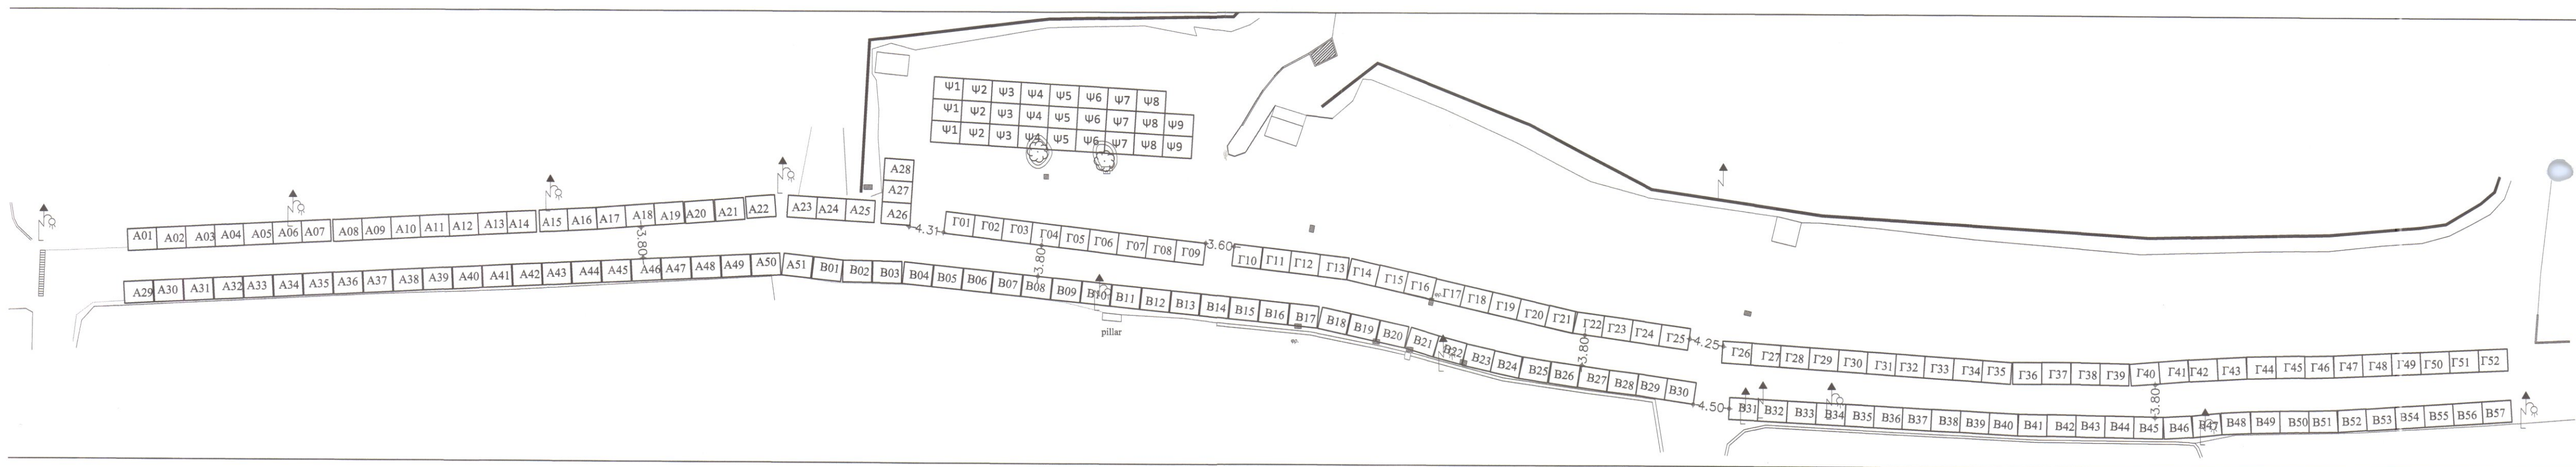 Ψ1 Ψ2 Ψ3 Ψ4 Ψ5 Ψ6 Ψ7 Ψ8
Ψ1 Ψ2 Ψ3 Ψ4 Ψ5 Ψ6 Ψ7 Ψ8 Ψ9
Ψ1 Ψ2 Ψ3 Ψ4 Ψ5 Ψ6 Ψ7 Ψ8 Ψ9
A28
A27
A26
A01 A02 A03 A04 A05 A06 A07 A08 A09 A10 A11 A12 A13 A14 A15 A16 A17 A18 A19 A20 A21 A22 A23 A24 A25
4.31
Γ01 Γ02 Γ03 Γ04 Γ05 Γ06 Γ07 Γ08 Γ09
3.60
Γ10 Γ11 Γ12 Γ13 Γ14 Γ15 Γ16 Γ17 Γ18 Γ19 Γ20 Γ21 Γ22 Γ23 Γ24 Γ25
4.25
Γ26 Γ27 Γ28 Γ29 Γ30 Γ31 Γ32 Γ33 Γ34 Γ35 Γ36 Γ37 Γ38 Γ39 Γ40 Γ41 Γ42 Γ43 Γ44 Γ45 Γ46 Γ47 Γ48 Γ49 Γ50 Γ51 Γ52
3.80
3.80
3.80
3.80
A29 A30 A31 A32 A33 A34 A35 A36 A37 A38 A39 A40 A41 A42 A43 A44 A45 A46 A47 A48 A49 A50 A51 B01 B02 B03 B04 B05 B06 B07 B08 B09 B10 B11 B12 B13 B14 B15 B16 B17 B18 B19 B20 B21 B22 B23 B24 B25 B26 B27 B28 B29 B30
4.50
B31 B32 B33 B34 B35 B36 B37 B38 B39 B40 B41 B42 B43 B44 B45 B46 B47 B48 B49 B50 B51 B52 B53 B54 B55 B56 B57
pillar